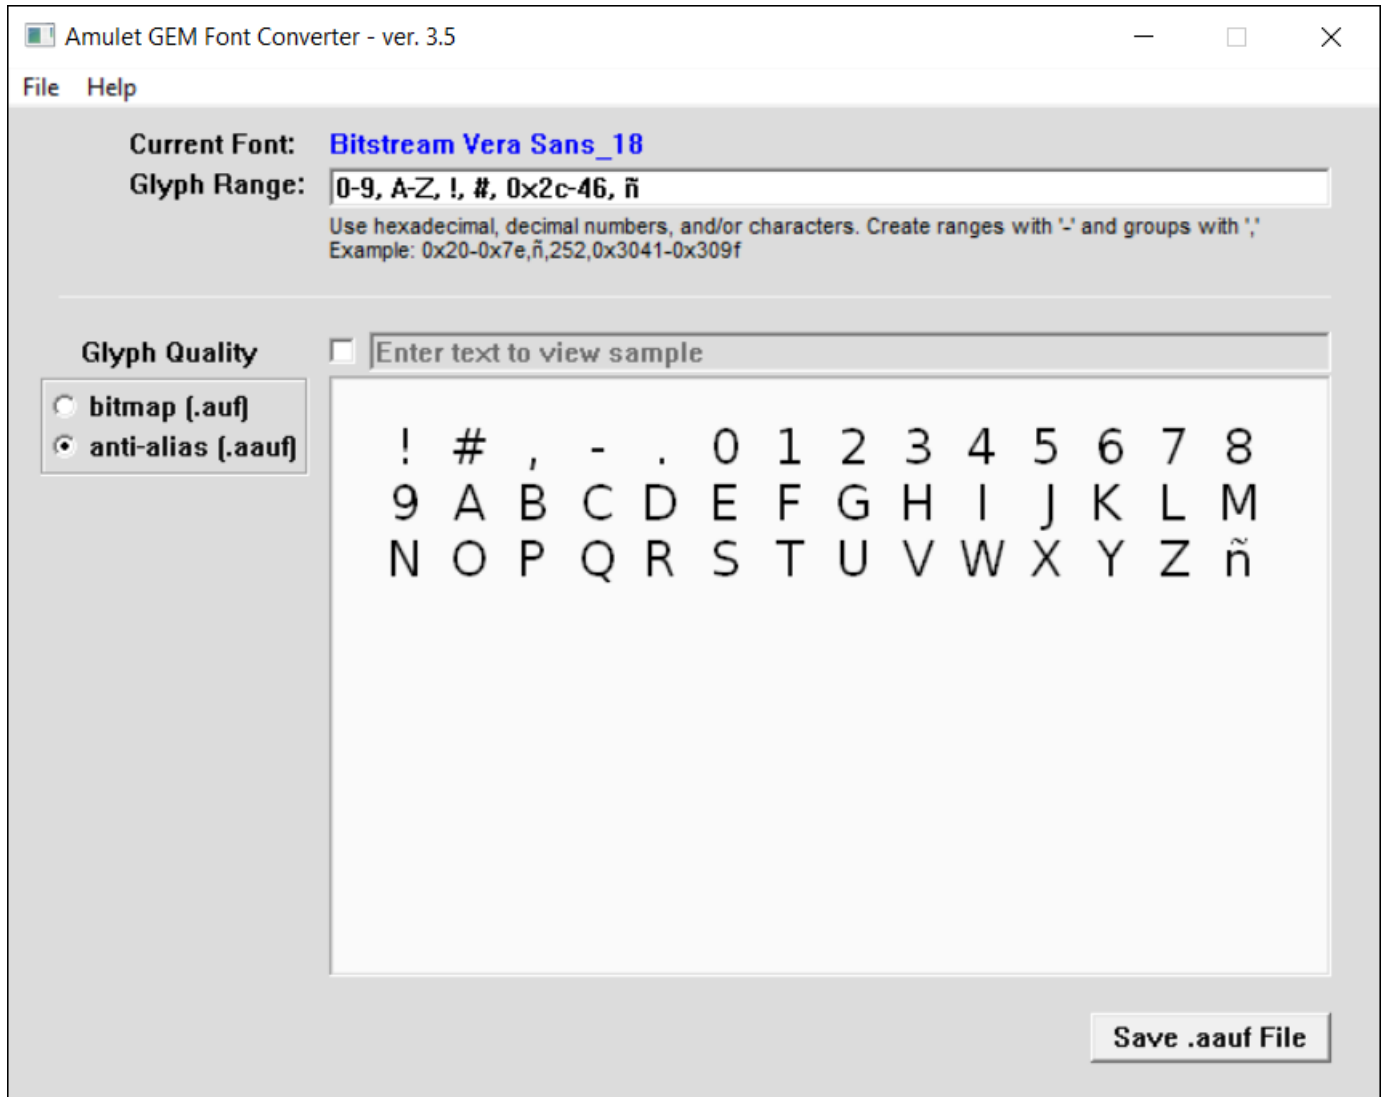 Amulet GEM Font Converter - ver. 3.5
File Help
Current Font: Bitstream Vera Sans_18
Glyph Range: 0-9, A-Z, !, #, 0x2c-46, ñ
Use hexadecimal, decimal numbers, and/or characters. Create ranges with '-' and groups with ','
Example: 0x20-0x7e,ñ,252,0x3041-0x309f
Glyph Quality
Enter text to view sample
bitmap (.auf)
anti-alias (.aauf)
! # , - . 0 1 2 3 4 5 6 7 8
9 A B C D E F G H I J K L M
N O P Q R S T U V W X Y Z ñ
Save .aauf File